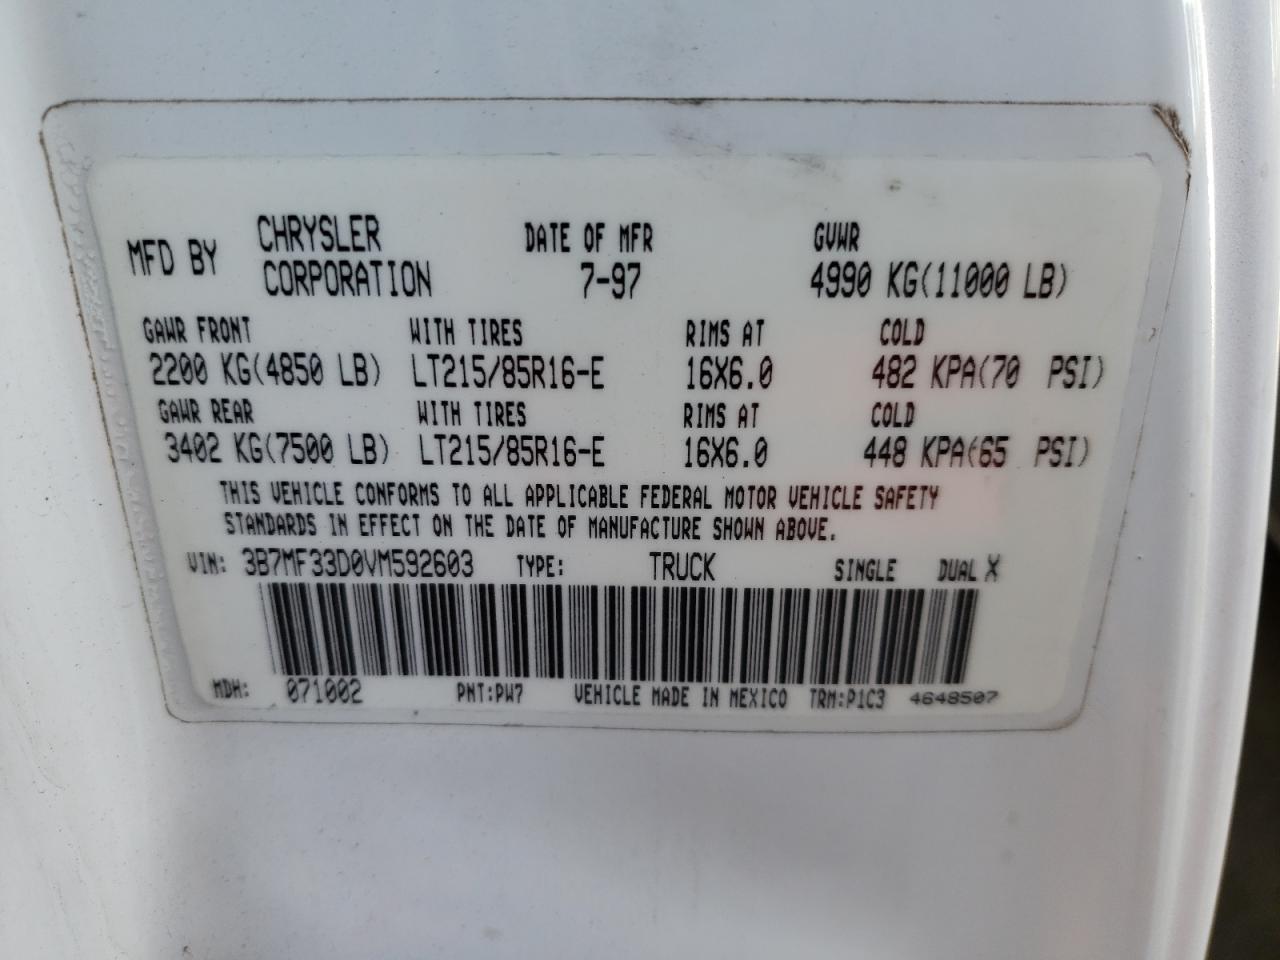 MFD BY CHRYSLER CORPORATION DATE OF MFR 7-97 GVWR 4990 KG(11000 LB)
GAWR FRONT WITH TIRES RIMS AT COLD
2200 KG(4850 LB) LT215/85R16-E 16X6.0 482 KPA(70 PSI)
GAWR REAR WITH TIRES RIMS AT COLD
3402 KG(7500 LB) LT215/85R16-E 16X6.0 448 KPA(65 PSI)
THIS VEHICLE CONFORMS TO ALL APPLICABLE FEDERAL MOTOR VEHICLE SAFETY
STANDARDS IN EFFECT ON THE DATE OF MANUFACTURE SHOWN ABOVE.
VIN: 3B7MF33D0VM592603 TYPE: TRUCK SINGLE DUAL X
MDH: 071002 PNT:PW7 VEHICLE MADE IN MEXICO TRM:P1C3 4648507